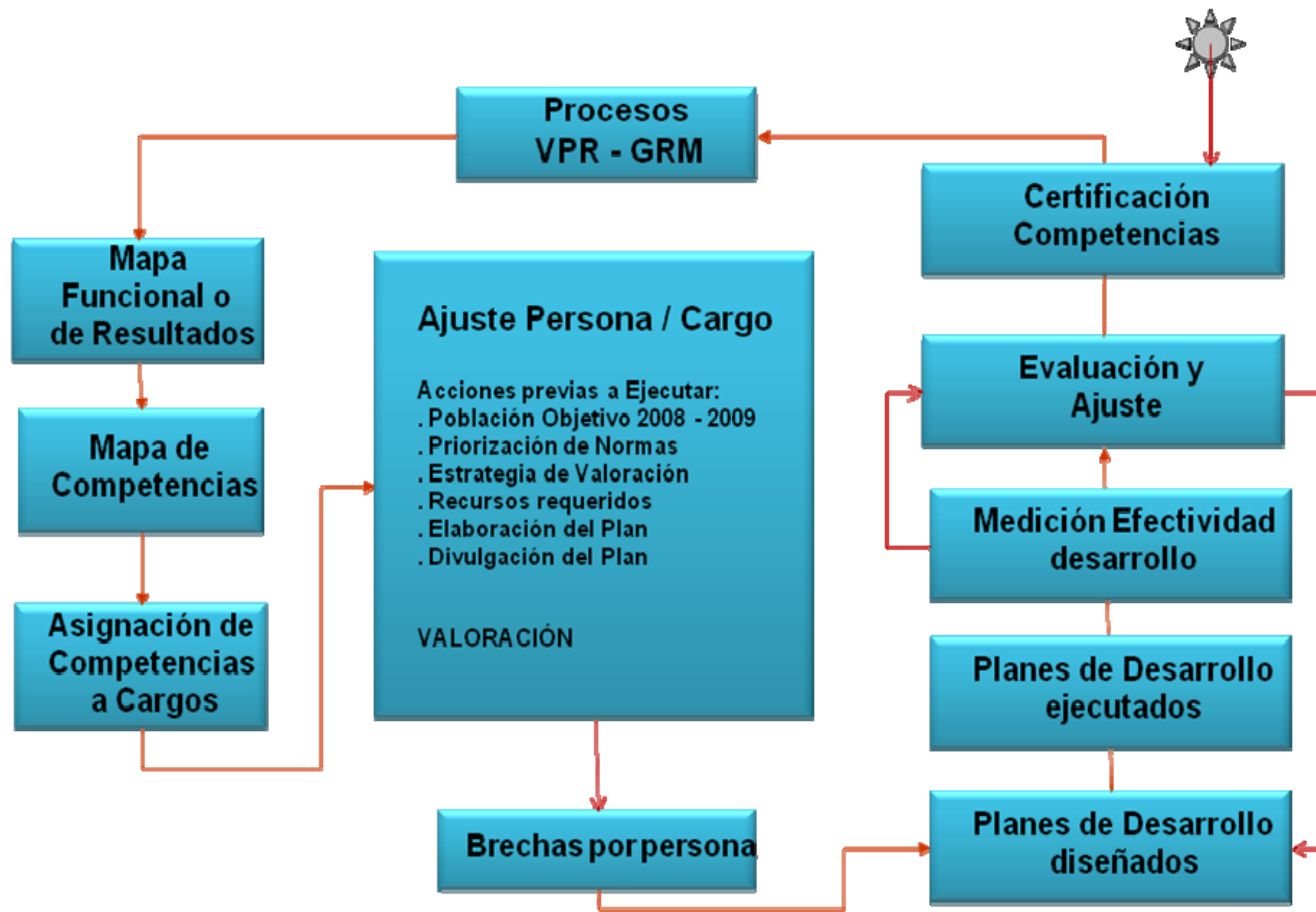 Procesos
VPR - GRM
Certificación
Competencias
Mapa
Funcional o
de Resultados
Ajuste Persona / Cargo
Acciones previas a Ejecutar:
. Población Objetivo 2008 - 2009
. Priorización de Normas
. Estrategia de Valoración
. Recursos requeridos
. Elaboración del Plan
. Divulgación del Plan
VALORACIÓN
Evaluación y
Ajuste
Mapa de
Competencias
Medición Efectividad
desarrollo
Asignación de
Competencias
a Cargos
Planes de Desarrollo
ejecutados
Brechas por persona
Planes de Desarrollo
diseñados